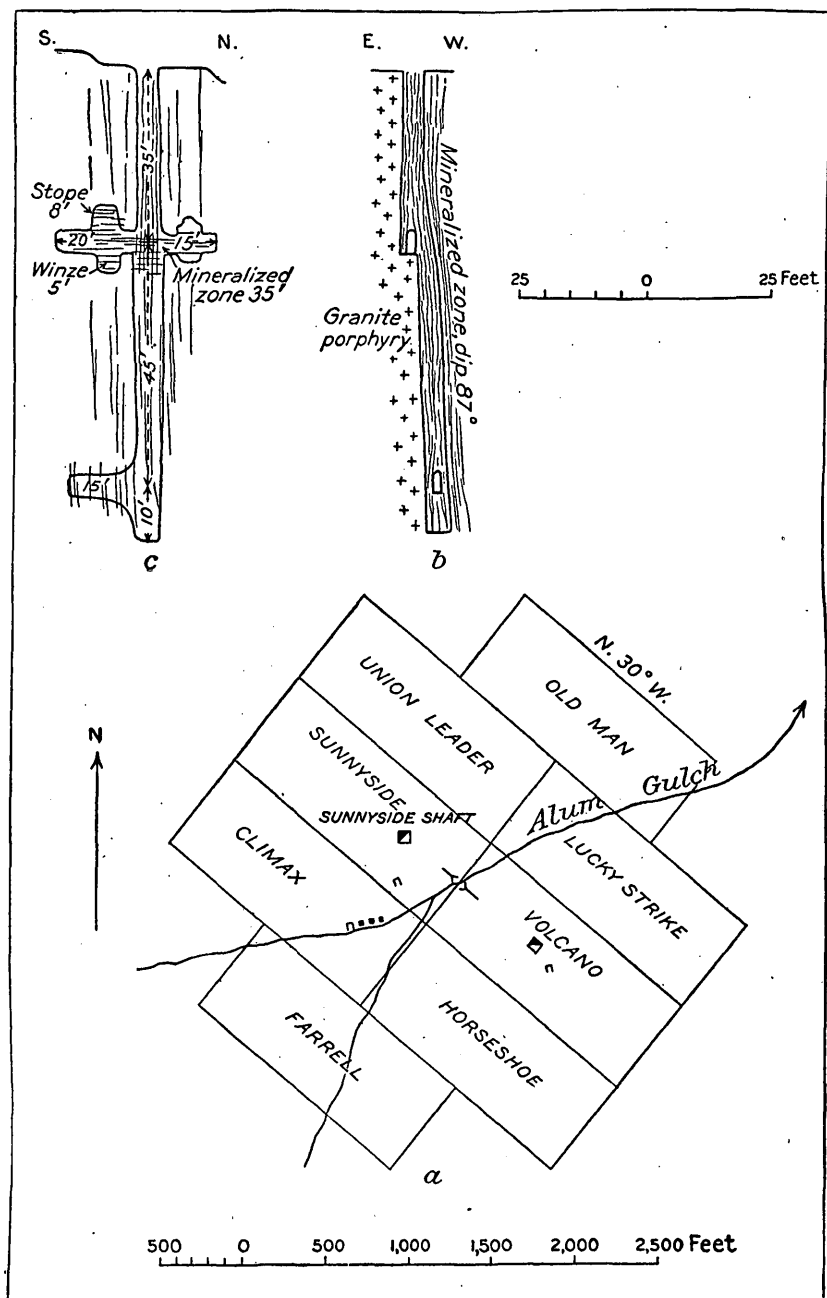 S. N. E. W.
35'
Stope
8'
20' 15'
Winze
5'
Mineralized
zone 35'
45'
15'
10'
c
Granite
porphyry
Mineralized zone, dip 87°
b
25 0 25 Feet
N
N. 30° W.
UNION LEADER
OLD MAN
SUNNYSIDE
SUNNYSIDE SHAFT
CLIMAX
Alum Gulch
LUCKY STRIKE
VOLCANO
HORSESHOE
FARRELL
a
500 0 500 1,000 1,500 2,000 2,500 Feet